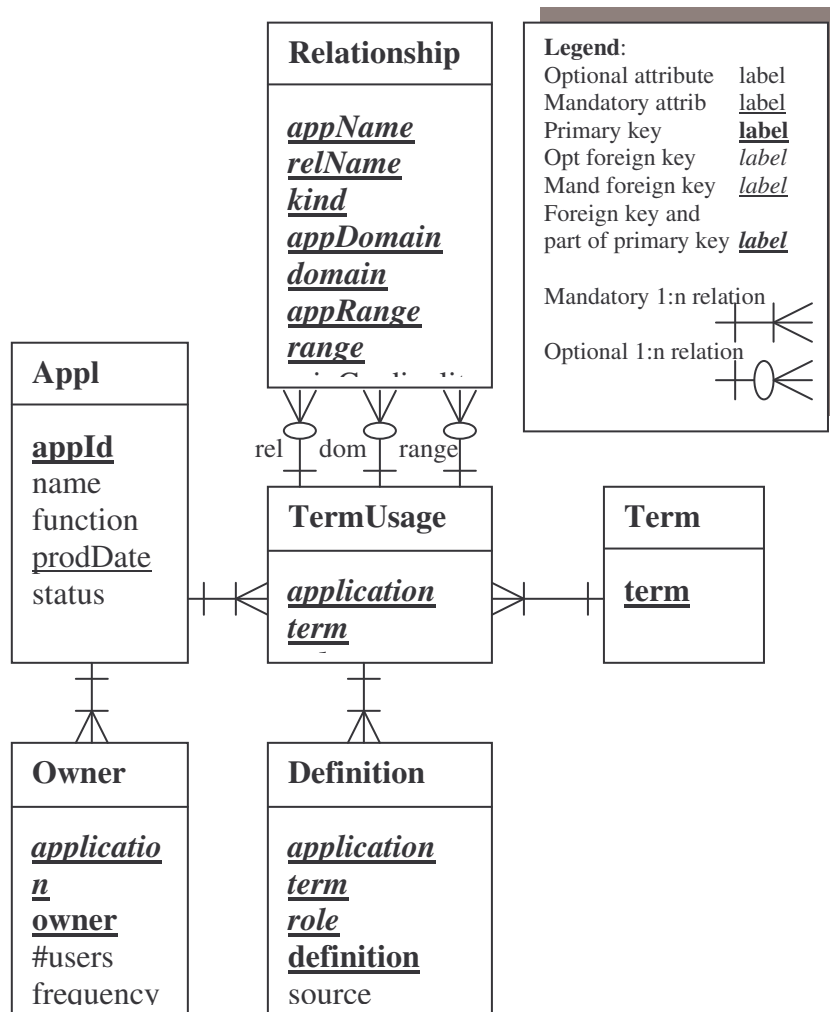 Relationship
appName
relName
kind
appDomain
domain
appRange
range
Legend:
Optional attribute label
Mandatory attrib label
Primary key label
Opt foreign key label
Mand foreign key label
Foreign key and
part of primary key label
Mandatory 1:n relation
Optional 1:n relation
Appl
appId
name
function
prodDate
status
rel dom range
TermUsage
application
term
Term
term
Owner
applicatio
n
owner
#users
frequency
Definition
application
term
role
definition
source